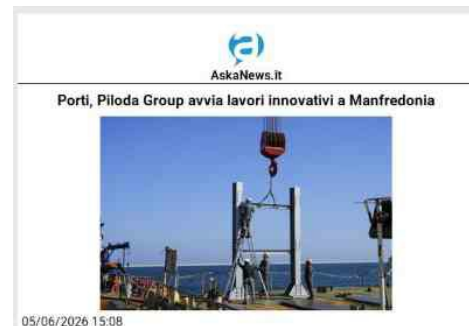 AskaNews.it
Porti, Piloda Group avvia lavori innovativi a Manfredonia
05/06/2026 15:08